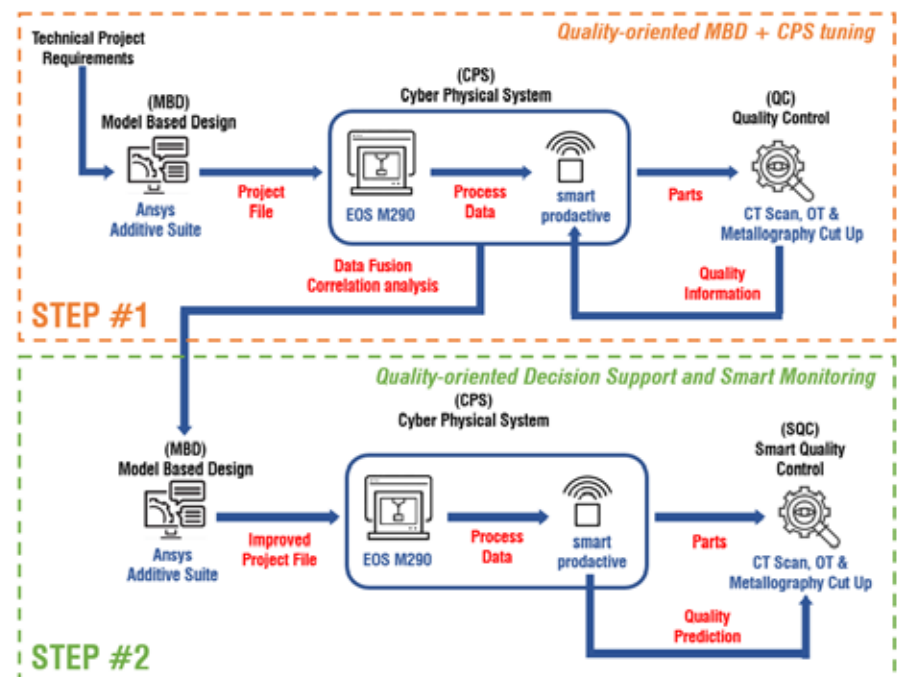 Quality-oriented MBD + CPS tuning
Technical Project
Requirements
(MBD)
Model Based Design
Ansys
Additive Suite
Project
File
(CPS)
Cyber Physical System
EOS M290
Process
Data
smart
prodactive
Parts
(QC)
Quality Control
CT Scan, OT &
Metallography Cut Up
Quality
Information
Data Fusion
Correlation analysis
STEP #1
Quality-oriented Decision Support and Smart Monitoring
(MBD)
Model Based Design
Ansys
Additive Suite
Improved
Project File
(CPS)
Cyber Physical System
EOS M290
Process
Data
smart
prodactive
Parts
(SQC)
Smart Quality
Control
CT Scan, OT &
Metallography Cut Up
Quality
Prediction
STEP #2